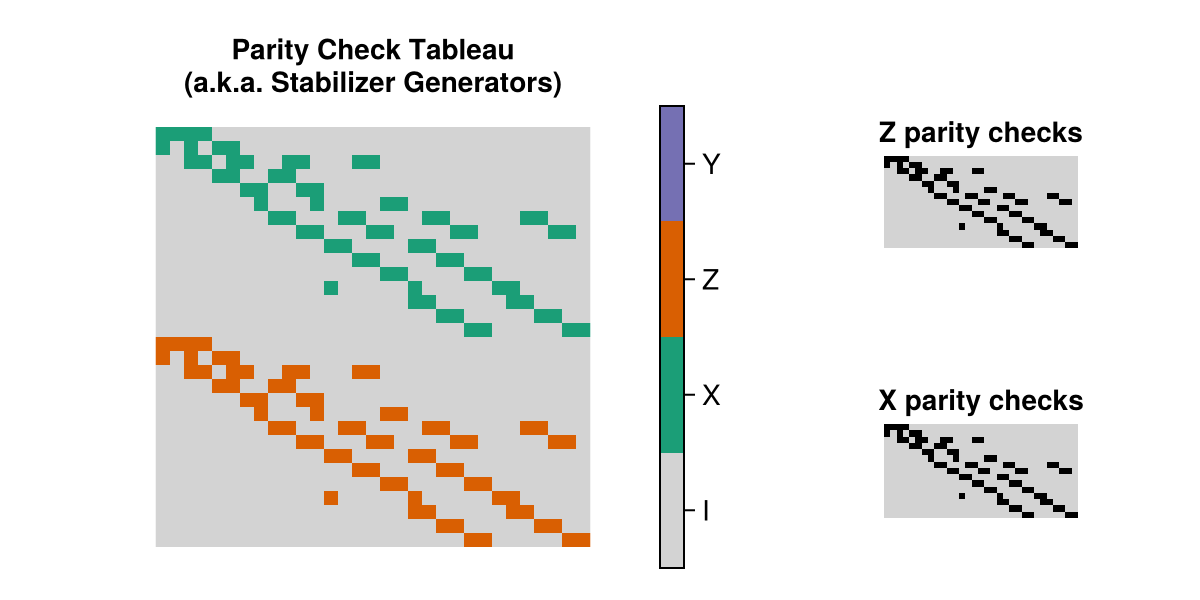 Parity Check Tableau
(a.k.a. Stabilizer Generators)
Y
Z
X
I
Z parity checks
X parity checks